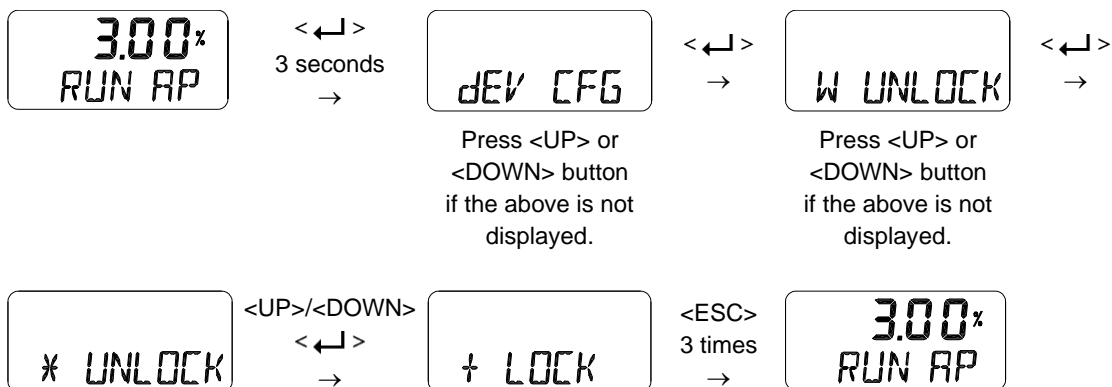 3.00%
RUN AP
< ↵ >
3 seconds
→
dEV CFG
Press <UP> or
<DOWN> button
if the above is not
displayed.
< ↵ >
→
W UNLOCK
Press <UP> or
<DOWN> button
if the above is not
displayed.
< ↵ >
→
* UNLOCK
<UP>/<DOWN>
< ↵ >
→
+ LOCK
<ESC>
3 times
→
3.00%
RUN AP